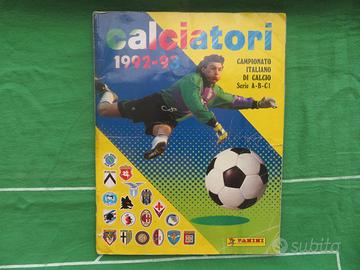 calciatori
1992-93
CAMPIONATO
ITALIANO
DI CALCIO
Serie A-B-C1
PANINI
subito